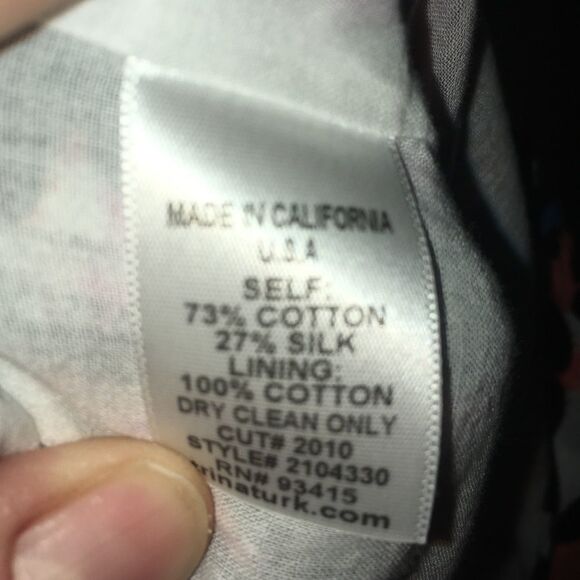 MADE IN CALIFORNIA
U.S.A
SELF:
73% COTTON
27% SILK
LINING:
100% COTTON
DRY CLEAN ONLY
CUT# 2010
STYLE# 2104330
RN# 93415
trinaturk.com